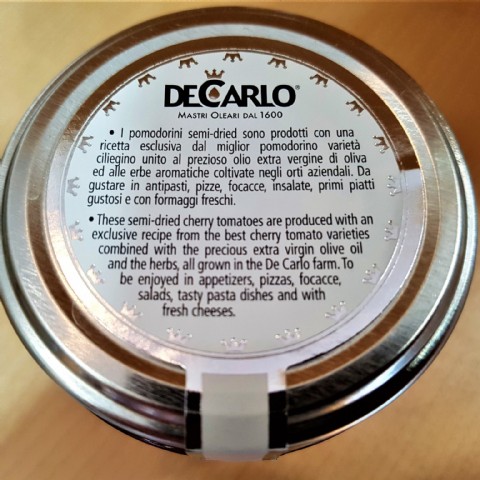 DECARLO®
MASTRI OLEARI DAL 1600
• I pomodorini semi-dried sono prodotti con una
ricetta esclusiva dal miglior pomodorino varietà
ciliegino unito al prezioso olio extra vergine di oliva
ed alle erbe aromatiche coltivate negli orti aziendali. Da
gustare in antipasti, pizze, focacce, insalate, primi piatti
gustosi e con formaggi freschi.
• These semi-dried cherry tomatoes are produced with an
exclusive recipe from the best cherry tomato varieties
combined with the precious extra virgin olive oil
and the herbs, all grown in the De Carlo farm. To
be enjoyed in appetizers, pizzas, focacce,
salads, tasty pasta dishes and with
fresh cheeses.